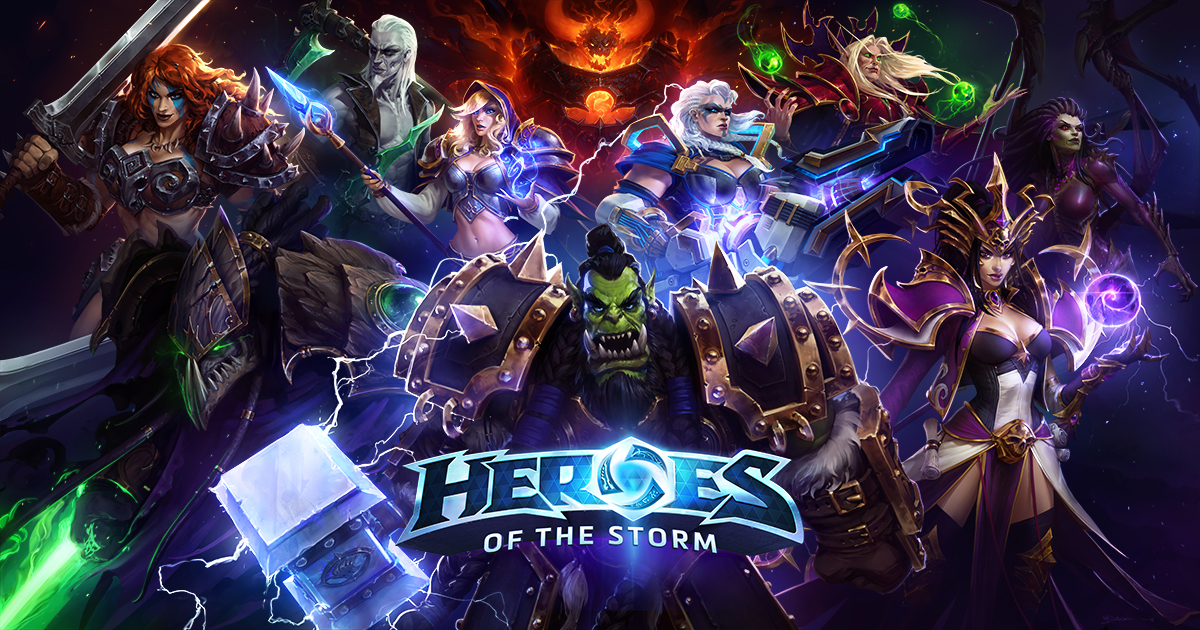 HEROES
OF THE STORM